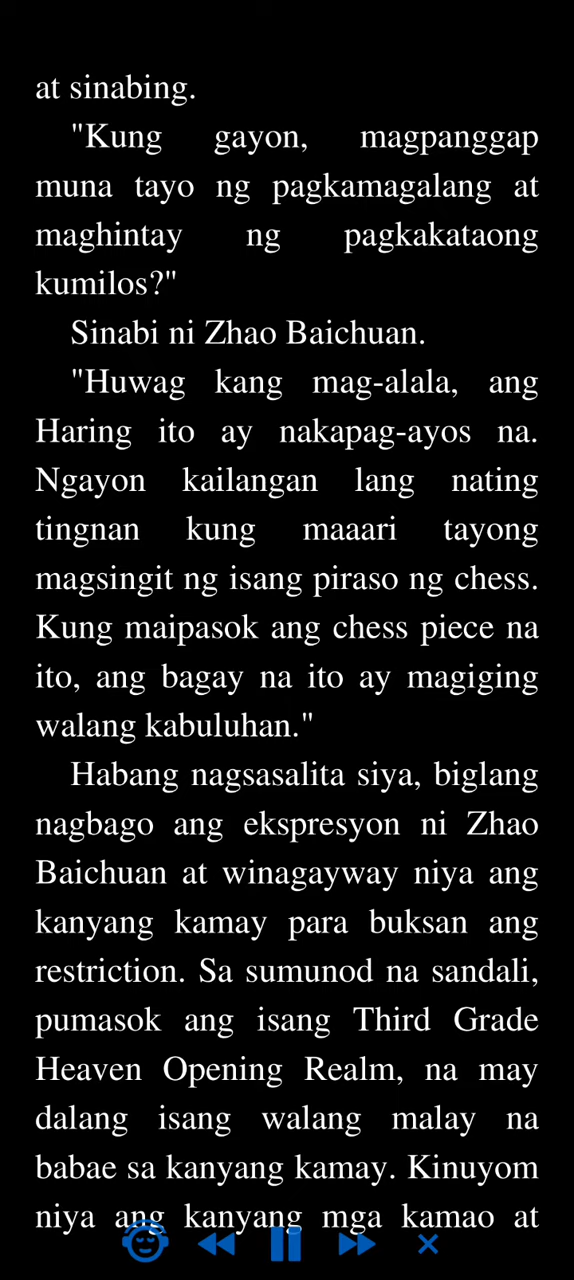 at sinabing.
"Kung gayon, magpanggap
muna tayo ng pagkamagalang at
maghintay ng pagkakataong
kumilos?"
Sinabi ni Zhao Baichuan.
"Huwag kang mag-alala, ang
Haring ito ay nakapag-ayos na.
Ngayon kailangan lang nating
tingnan kung maaari tayong
magsingit ng isang piraso ng chess.
Kung maipasok ang chess piece na
ito, ang bagay na ito ay magiging
walang kabuluhan."
Habang nagsasalita siya, biglang
nagbago ang ekspresyon ni Zhao
Baichuan at winagayway niya ang
kanyang kamay para buksan ang
restriction. Sa sumunod na sandali,
pumasok ang isang Third Grade
Heaven Opening Realm, na may
dalang isang walang malay na
babae sa kanyang kamay. Kinuyom
niya ang kanyang mga kamao at